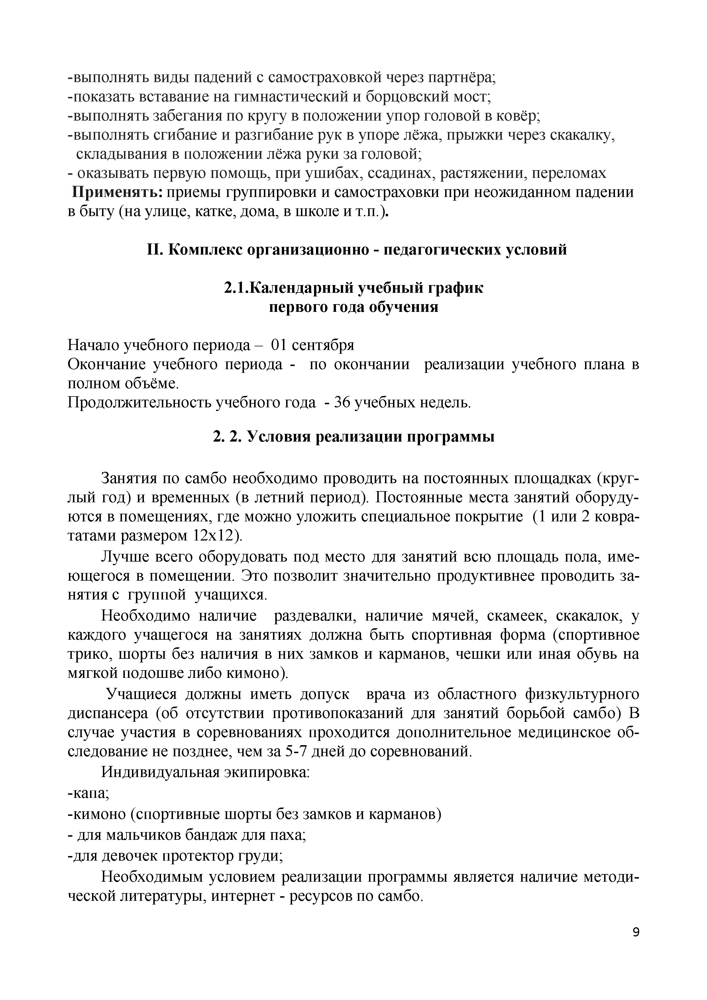 -выполнять виды падений с самостраховкой через партнёра;
-показать вставание на гимнастический и борцовский мост;
-выполнять забегания по кругу в положении упор головой в ковёр;
-выполнять сгибание и разгибание рук в упоре лёжа, прыжки через скакалку,
складывания в положении лёжа руки за головой;
- оказывать первую помощь, при ушибах, ссадинах, растяжении, переломах
Применять: приемы группировки и самостраховки при неожиданном падении
в быту (на улице, катке, дома, в школе и т.п.).
II. Комплекс организационно - педагогических условий
2.1.Календарный учебный график
первого года обучения
Начало учебного периода – 01 сентября
Окончание учебного периода - по окончании реализации учебного плана в
полном объёме.
Продолжительность учебного года - 36 учебных недель.
2. 2. Условия реализации программы
Занятия по самбо необходимо проводить на постоянных площадках (круг-
лый год) и временных (в летний период). Постоянные места занятий оборуду-
ются в помещениях, где можно уложить специальное покрытие (1 или 2 ковра-
татами размером 12х12).
Лучше всего оборудовать под место для занятий всю площадь пола, име-
ющегося в помещении. Это позволит значительно продуктивнее проводить за-
нятия с группой учащихся.
Необходимо наличие раздевалки, наличие мячей, скамеек, скакалок, у
каждого учащегося на занятиях должна быть спортивная форма (спортивное
трико, шорты без наличия в них замков и карманов, чешки или иная обувь на
мягкой подошве либо кимоно).
Учащиеся должны иметь допуск врача из областного физкультурного
диспансера (об отсутствии противопоказаний для занятий борьбой самбо) В
случае участия в соревнованиях проходится дополнительное медицинское об-
следование не позднее, чем за 5-7 дней до соревнований.
Индивидуальная экипировка:
-капа;
-кимоно (спортивные шорты без замков и карманов)
- для мальчиков бандаж для паха;
-для девочек протектор груди;
Необходимым условием реализации программы является наличие методи-
ческой литературы, интернет - ресурсов по самбо.
9